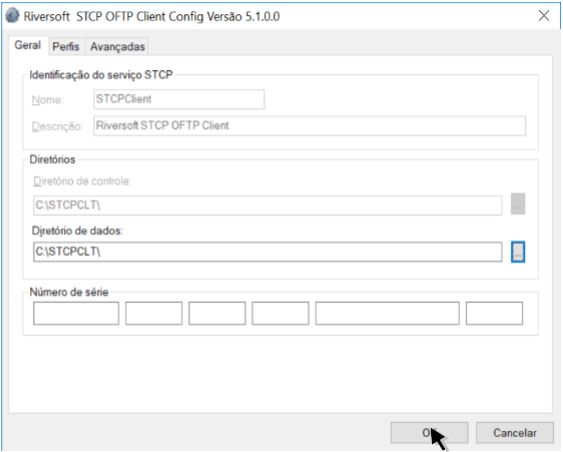 Riversoft STCP OFTP Client Config Versão 5.1.0.0
Geral Perfis Avançadas
Identificação do serviço STCP
Nome: STCPClient
Descrição: Riversoft STCP OFTP Client
Diretórios
Diretório de controle:
C:\STCPCLT\ ...
Diretório de dados:
C:\STCPCLT\ ...
Número de série
Cancelar